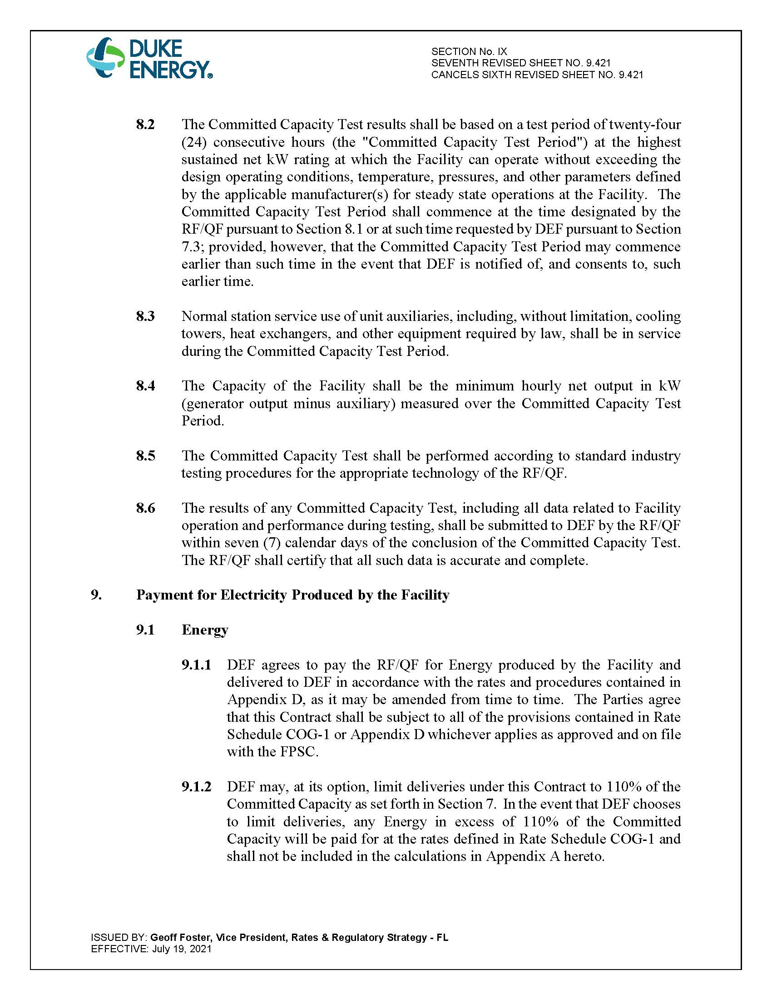 DUKE
ENERGY®
SECTION No. IX
SEVENTH REVISED SHEET NO. 9.421
CANCELS SIXTH REVISED SHEET NO. 9.421
8.2 The Committed Capacity Test results shall be based on a test period of twenty-four
(24) consecutive hours (the "Committed Capacity Test Period") at the highest
sustained net kW rating at which the Facility can operate without exceeding the
design operating conditions, temperature, pressures, and other parameters defined
by the applicable manufacturer(s) for steady state operations at the Facility. The
Committed Capacity Test Period shall commence at the time designated by the
RF/QF pursuant to Section 8.1 or at such time requested by DEF pursuant to Section
7.3; provided, however, that the Committed Capacity Test Period may commence
earlier than such time in the event that DEF is notified of, and consents to, such
earlier time.
8.3 Normal station service use of unit auxiliaries, including, without limitation, cooling
towers, heat exchangers, and other equipment required by law, shall be in service
during the Committed Capacity Test Period.
8.4 The Capacity of the Facility shall be the minimum hourly net output in kW
(generator output minus auxiliary) measured over the Committed Capacity Test
Period.
8.5 The Committed Capacity Test shall be performed according to standard industry
testing procedures for the appropriate technology of the RF/QF.
8.6 The results of any Committed Capacity Test, including all data related to Facility
operation and performance during testing, shall be submitted to DEF by the RF/QF
within seven (7) calendar days of the conclusion of the Committed Capacity Test.
The RF/QF shall certify that all such data is accurate and complete.
9. Payment for Electricity Produced by the Facility
9.1 Energy
9.1.1 DEF agrees to pay the RF/QF for Energy produced by the Facility and
delivered to DEF in accordance with the rates and procedures contained in
Appendix D, as it may be amended from time to time. The Parties agree
that this Contract shall be subject to all of the provisions contained in Rate
Schedule COG-1 or Appendix D whichever applies as approved and on file
with the FPSC.
9.1.2 DEF may, at its option, limit deliveries under this Contract to 110% of the
Committed Capacity as set forth in Section 7. In the event that DEF chooses
to limit deliveries, any Energy in excess of 110% of the Committed
Capacity will be paid for at the rates defined in Rate Schedule COG-1 and
shall not be included in the calculations in Appendix A hereto.
ISSUED BY: Geoff Foster, Vice President, Rates & Regulatory Strategy - FL
EFFECTIVE: July 19, 2021